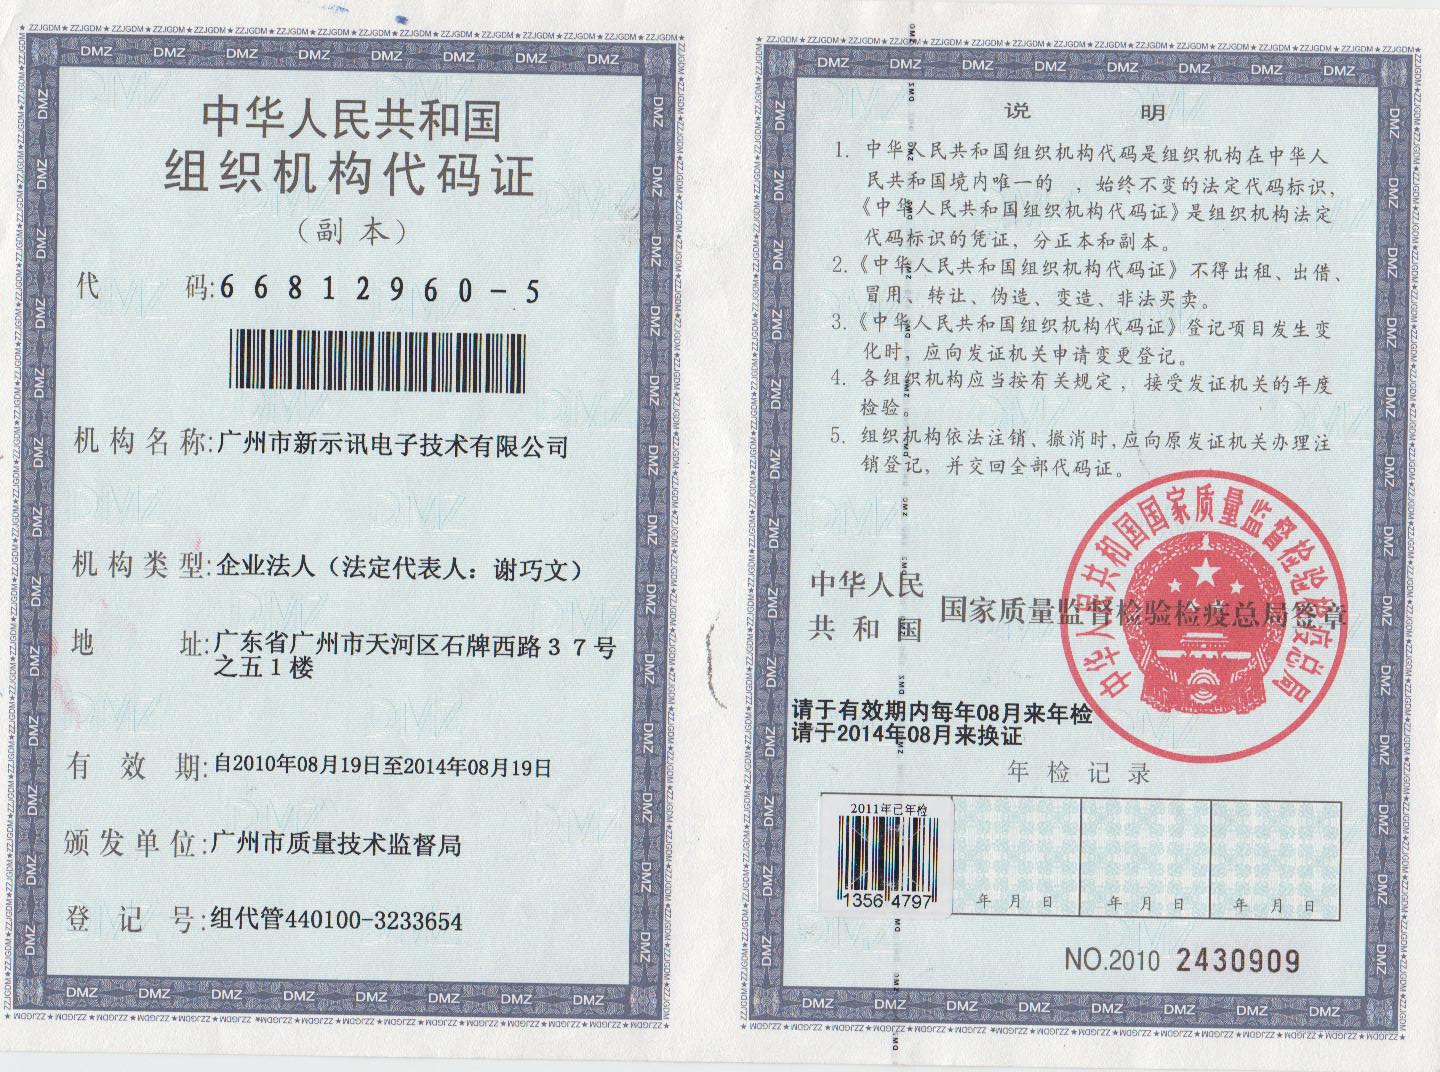 中华人民共和国
组织机构代码证
（副 本）
代 码:66812960-5
机构名称:广州市新示讯电子技术有限公司
机构类型:企业法人（法定代表人：谢巧文）
地 址:广东省广州市天河区石牌西路３７号
之五１楼
有 效 期:自2010年08月19日至2014年08月19日
颁发单位:广州市质量技术监督局
登 记 号:组代管440100-3233654
说 明
1. 中华人民共和国组织机构代码是组织机构在中华人
民共和国境内唯一的 ，始终不变的法定代码标识，
《中华人民共和国组织机构代码证》是组织机构法定
代码标识的凭证，分正本和副本。
2.《中华人民共和国组织机构代码证》不得出租、出借、
冒用、转让、伪造、变造、非法买卖。
3.《中华人民共和国组织机构代码证》登记项目发生变
化时，应向发证机关申请变更登记。
4. 各组织机构应当按有关规定，接受发证机关的年度
检验。
5. 组织机构依法注销、撤消时，应向原发证机关办理注
销登记，并交回全部代码证。
中华人民
共和国
国家质量监督检验检疫总局签章
中华人民共和国国家质量监督检验检疫总局
请于有效期内每年08月来年检
请于2014年08月来换证
年 检 记 录
2011年已年检
1356 4797
年 月 日
年 月 日
年 月 日
NO.2010 2430909